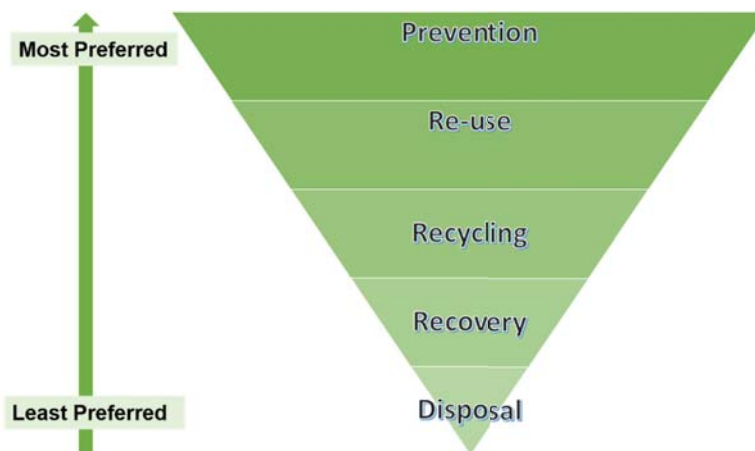 Prevention
Most Preferred
Re-use
Recycling
Recovery
Least Preferred
Disposal